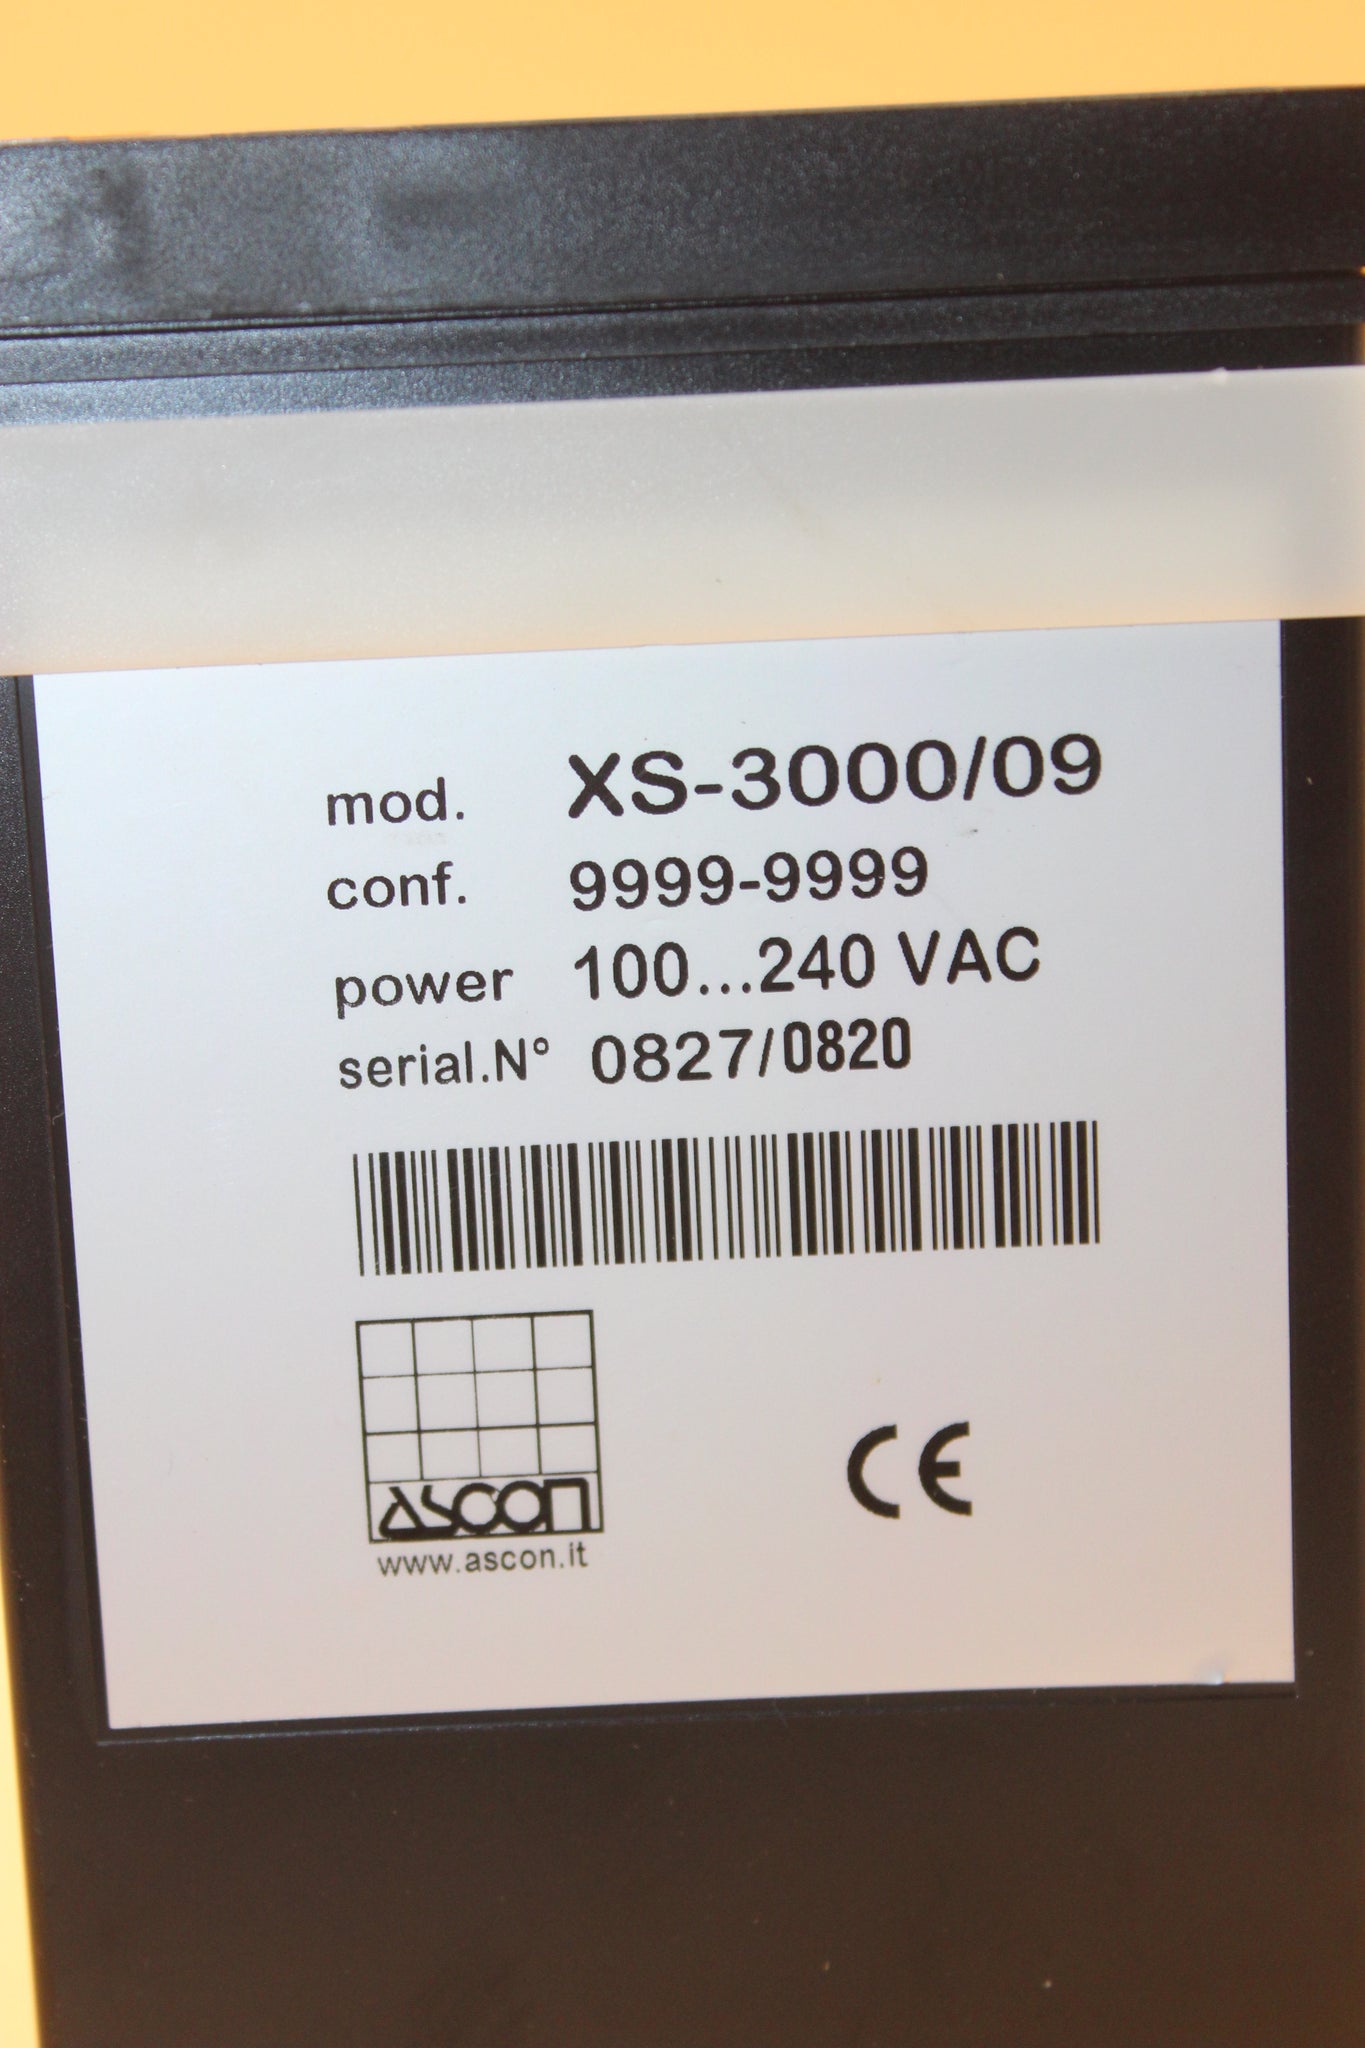 mod. XS-3000/09
conf. 9999-9999
power 100...240 VAC
serial.N° 0827/0820
ascon
www.ascon.it
CE